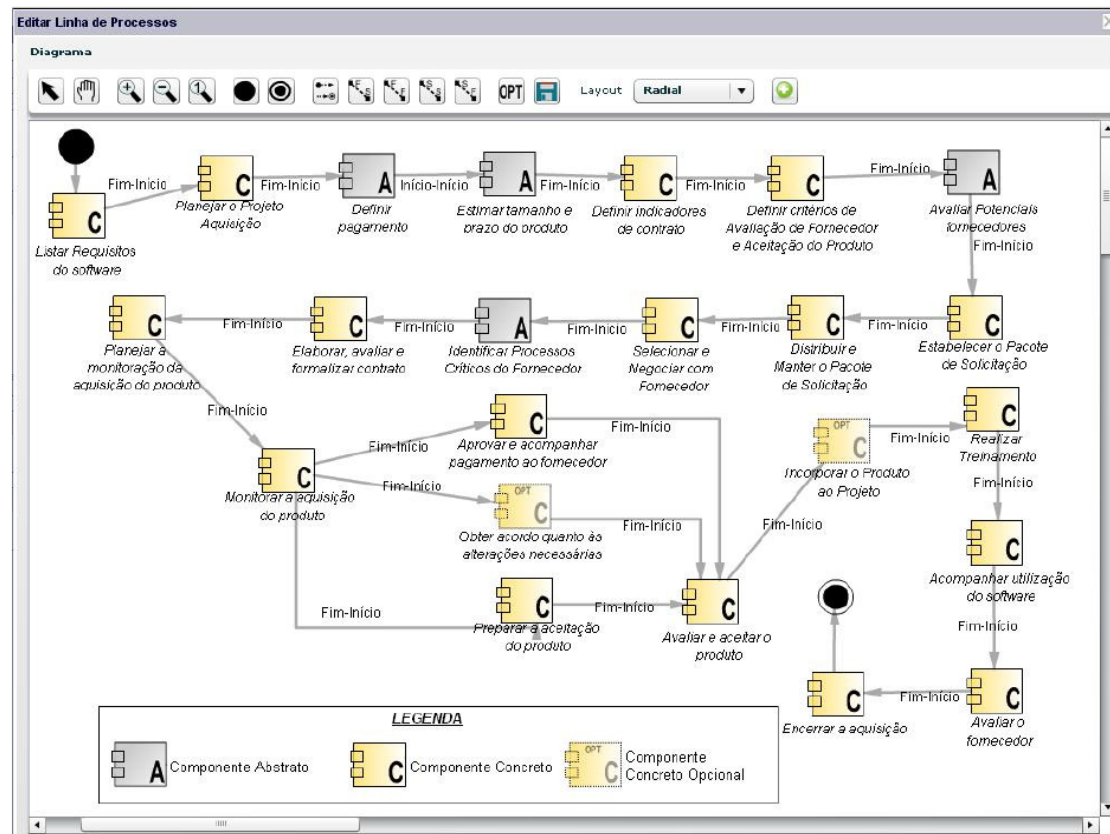 Editar Linha de Processos
Diagrama
1
F
S
E
F
S
S
S
F
OPT
Layout
Radial
Fim-Início
C
Listar Requisitos
do software
Fim-Início
C
Planejar o Projeto
Aquisição
Fim-Início
A
Definir
pagamento
Início-Início
A
Estimar tamanho e
prazo do produto
Fim-Início
C
Definir indicadores
de contrato
Fim-Início
C
Definir critérios de
Avaliação de Fornecedor
e Aceitação do Produto
Fim-Início
A
Avaliar Potenciais
fornecedores
Fim-Início
C
Estabelecer o Pacote
de Solicitação
Fim-Início
C
Distribuir e
Manter o Pacote
de Solicitação
Fim-Início
C
Selecionar e
Negociar com
Fornecedor
Fim-Início
A
Identificar Processos
Críticos do Fornecedor
Fim-Início
C
Elaborar, avaliar e
formalizar contrato
Fim-Início
C
Planejar a
monitoração da
aquisição do produto
Fim-Início
C
Monitorar a aquisição
do produto
Fim-Início
C
Aprovar e acompanhar
pagamento ao fornecedor
Fim-Início
Fim-Início
OPT
C
Obter acordo quanto às
alterações necessárias
Fim-Início
Fim-Início
C
Preparar a aceitação
do produto
Fim-Início
C
Avaliar e aceitar o
produto
Fim-Início
OPT
C
Incorporar o Produto
ao Projeto
Fim-Início
C
Realizar
Treinamento
Fim-Início
C
Acompanhar utilização
do software
Fim-Início
C
Avaliar o
fornecedor
Fim-Início
C
Encerrar a aquisição
LEGENDA
A
Componente Abstrato
C
Componente Concreto
OPT
C
Componente
Concreto Opcional